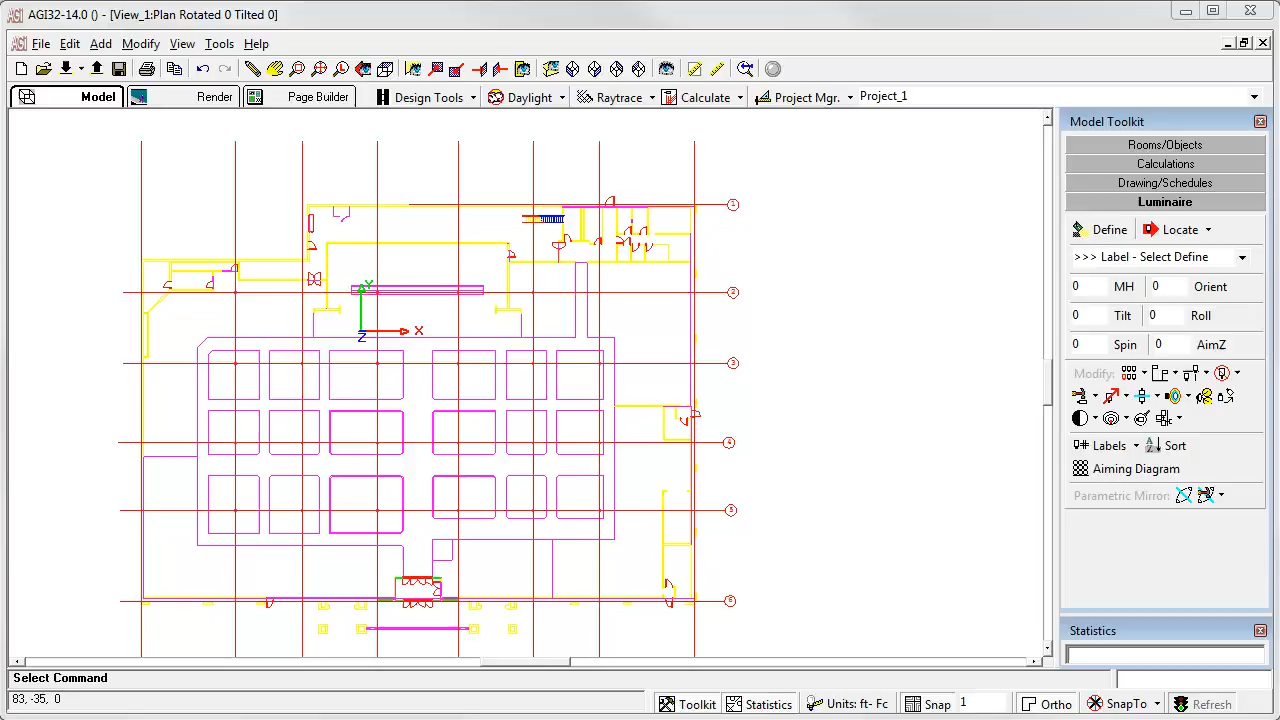 AGI32-14.0 () - [View_1:Plan Rotated 0 Tilted 0]
File Edit Add Modify View Tools Help
Model Render Page Builder Design Tools Daylight Raytrace Calculate Project Mgr. Project_1
Model Toolkit
Rooms/Objects
Calculations
Drawing/Schedules
Luminaire
Define Locate
>>> Label - Select Define
0 MH 0 Orient
0 Tilt 0 Roll
0 Spin 0 AimZ
Modify:
Labels Sort
Aiming Diagram
Parametric Mirror:
Y
X
Z
1
2
3
4
5
6
Statistics
Select Command
83, -35, 0
Toolkit Statistics Units: ft- Fc Snap 1 Ortho SnapTo Refresh